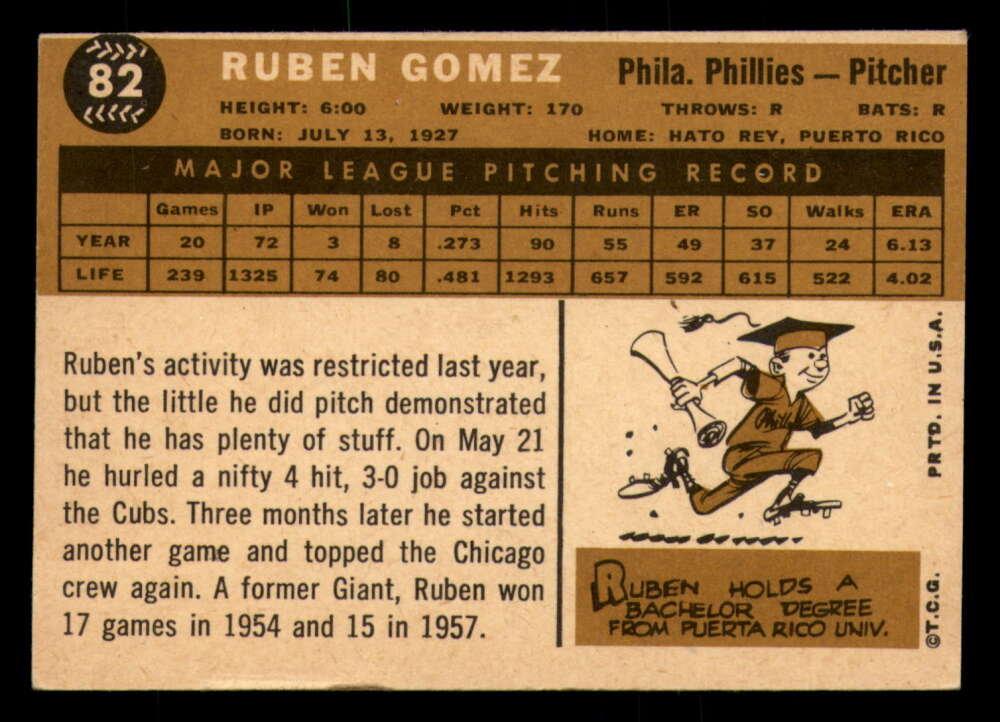 82
RUBEN GOMEZ Phila. Phillies — Pitcher
HEIGHT: 6:00 WEIGHT: 170 THROWS: R BATS: R
BORN: JULY 13, 1927 HOME: HATO REY, PUERTO RICO
MAJOR LEAGUE PITCHING RECORD
Games IP Won Lost Pct Hits Runs ER SO Walks ERA
YEAR 20 72 3 8 .273 90 55 49 37 24 6.13
LIFE 239 1325 74 80 .481 1293 657 592 615 522 4.02
Ruben's activity was restricted last year,
but the little he did pitch demonstrated
that he has plenty of stuff. On May 21
he hurled a nifty 4 hit, 3-0 job against
the Cubs. Three months later he started
another game and topped the Chicago
crew again. A former Giant, Ruben won
17 games in 1954 and 15 in 1957.
Phillies
RUBEN HOLDS A
BACHELOR DEGREE
FROM PUERTA RICO UNIV.
©T.C.G. PRTD. IN U.S.A.